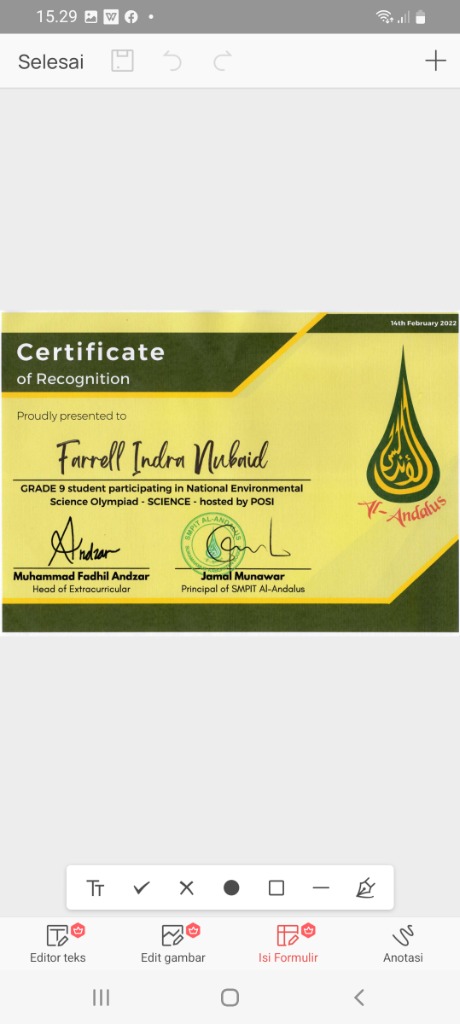 15.29
Selesai
14th February 2022
Certificate
of Recognition
Proudly presented to
Farrell Indra Nubaid
GRADE 9 student participating in National Environmental
Science Olympiad - SCIENCE - hosted by POSI
Al-Andalus
Andzar
SMPIT AL-ANDALUS
Muhammad Fadhil Andzar
Jamal Munawar
Head of Extracurricular
Principal of SMPIT Al-Andalus
Editor teks
Edit gambar
Isi Formulir
Anotasi